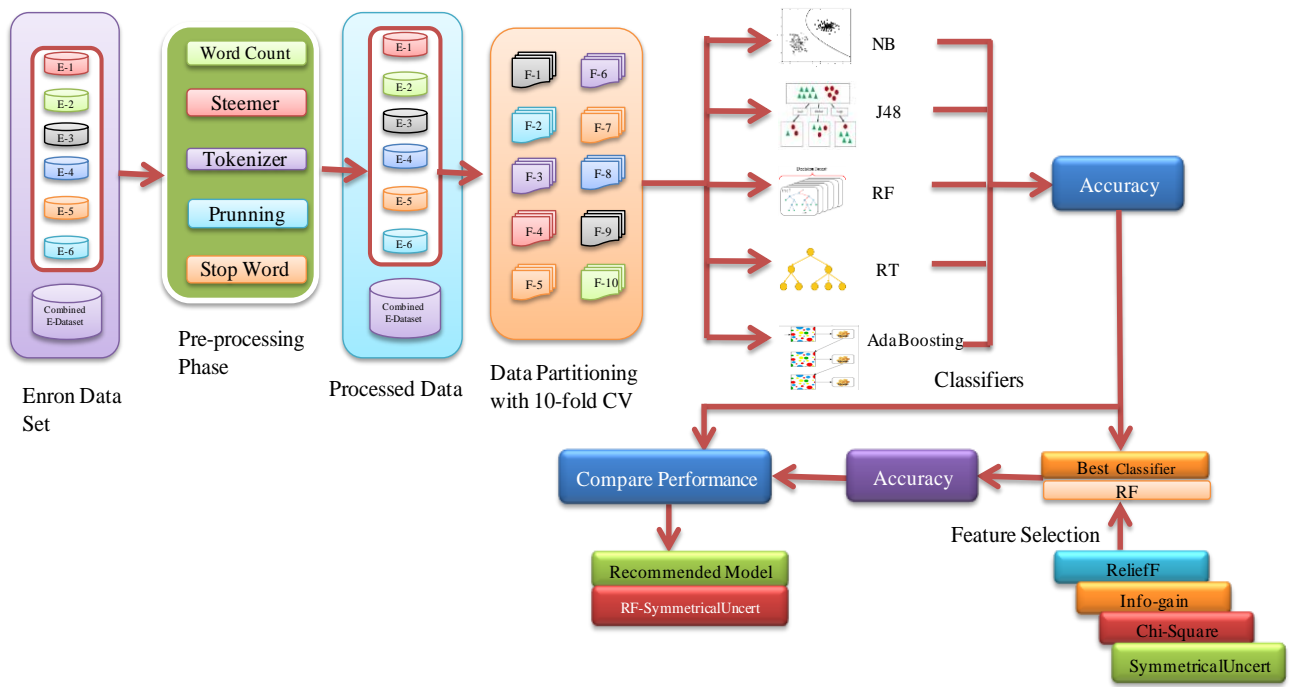 E-1
E-2
E-3
E-4
E-5
E-6
Combined
E-Dataset
Enron Data
Set
Word Count
Steemer
Tokenizer
Prunning
Stop Word
Pre-processing
Phase
E-1
E-2
E-3
E-4
E-5
E-6
Combined
E-Dataset
Processed Data
F-1
F-6
F-2
F-7
F-3
F-8
F-4
F-9
F-5
F-10
Data Partitioning
with 10-fold CV
NB
J48
RF
RT
AdaBoosting
Classifiers
Accuracy
Compare Performance
Accuracy
Best Classifier
RF
Feature Selection
Recommended Model
RF-SymmetricalUncert
ReliefF
Info-gain
Chi-Square
SymmetricalUncert